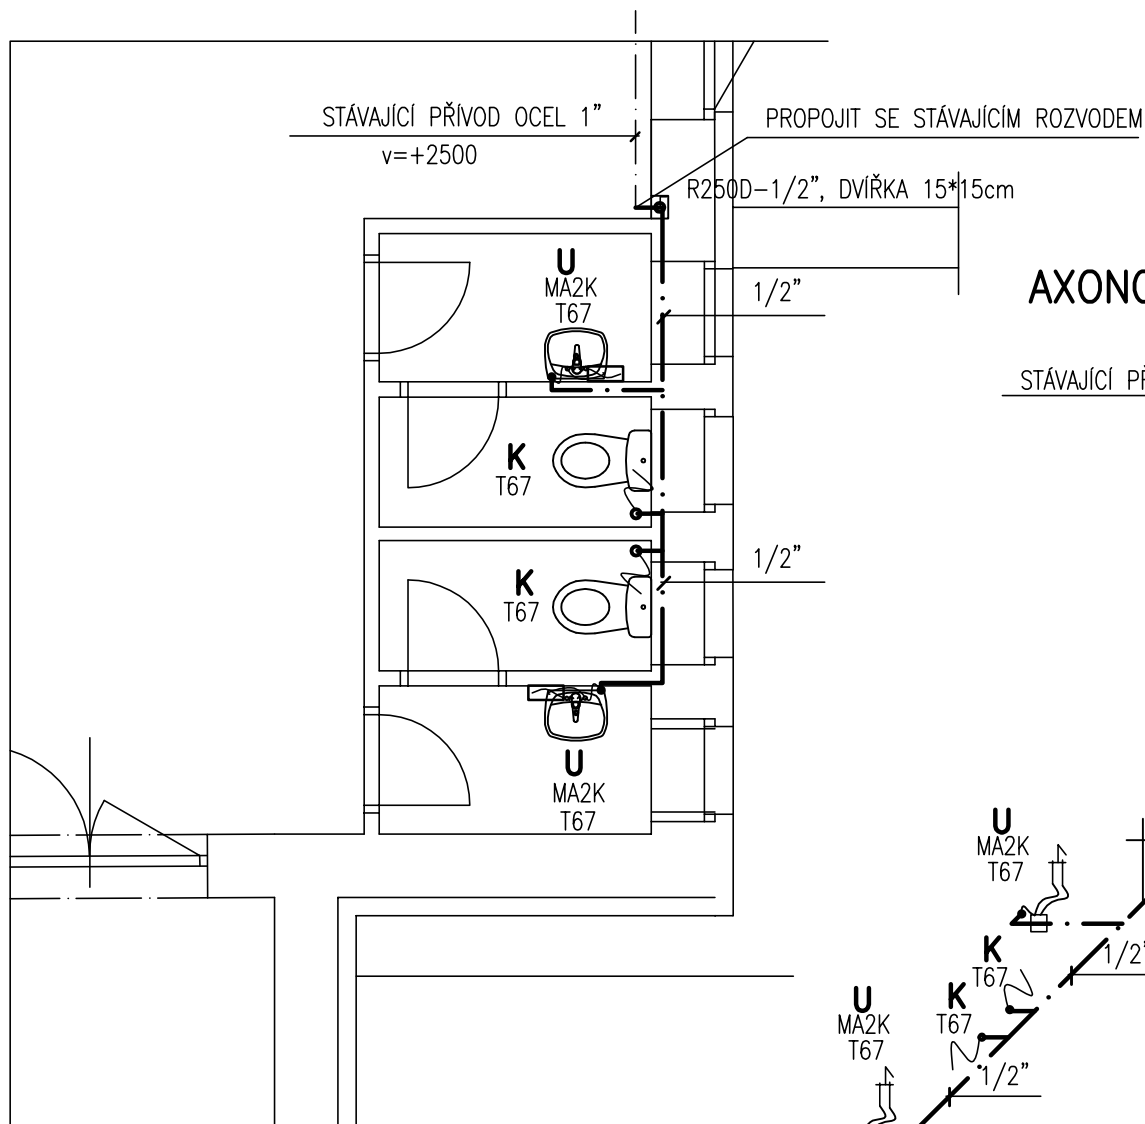 STÁVAJÍCÍ PŘÍVOD OCEL 1”
v=+2500
PROPOJIT SE STÁVAJÍCÍM ROZVODEM
R250D-1/2”, DVÍŘKA 15*15cm
U
MA2K
T67
1/2”
K
T67
1/2”
K
T67
U
MA2K
T67
U
MA2K
T67
K
T67
1/2”
K
T67
U
MA2K
T67
1/2”